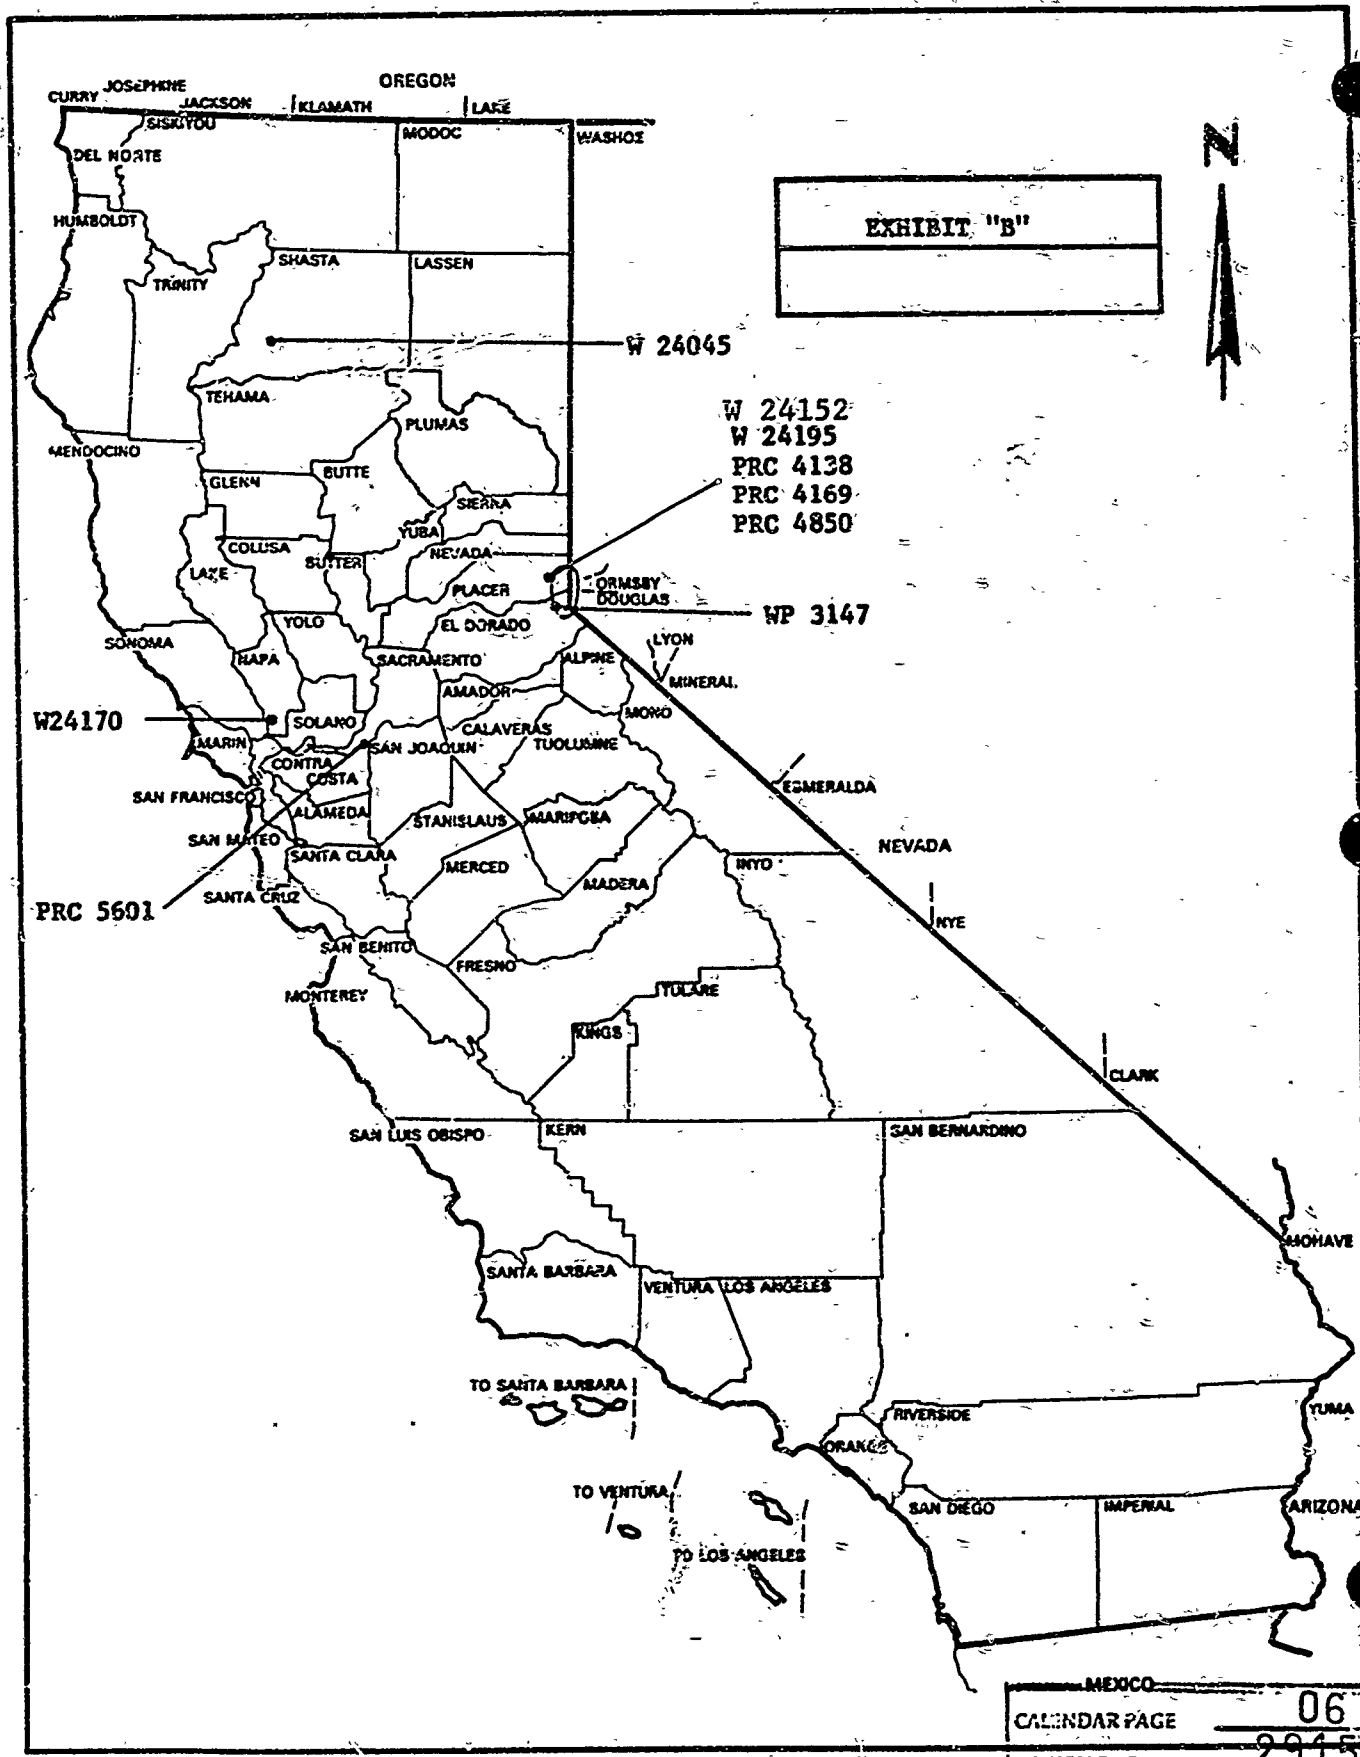 OREGON
CURRY JOSEPHINE JACKSON KLAMATH LAKE
SISKIYOU MODOC WASHOE
DEL NORTE
N
HUMBOLDT
EXHIBIT "B"
TRINITY SHASTA LASSEN
W 24045
TEHAMA
PLUMAS
W 24152
W 24195
PRC 4138
PRC 4169
PRC 4850
MENDOCINO
GLENN BUTTE
SIERRA
COLUSA YUBA
LAKE SUTTER NEVADA
PLACER ORMSBY
DOUGLAS
WP 3147
SONOMA YOLO EL DORADO
NAPA SACRAMENTO ALPINE LYON
AMADOR MINERAL
W24170
SOLANO CALAVERAS MONO
MARIN SAN JOAQUIN TUOLUMNE
CONTRA
COSTA
SAN FRANCISCO ESMERALDA
ALAMEDA STANISLAUS MARIPOSA
SAN MATEO NEVADA
SANTA CLARA MERCED INYO
SANTA CRUZ MADERA
PRC 5601
NYE
SAN BENITO
FRESNO
MONTEREY TULARE
KINGS
CLARK
SAN LUIS OBISPO KERN SAN BERNARDINO
MOHAVE
SANTA BARBARA VENTURA LOS ANGELES
TO SANTA BARBARA
RIVERSIDE YUMA
ORANGE
TO VENTURA
SAN DIEGO IMPERIAL ARIZONA
TO LOS ANGELES
MEXICO
CALENDAR PAGE 06